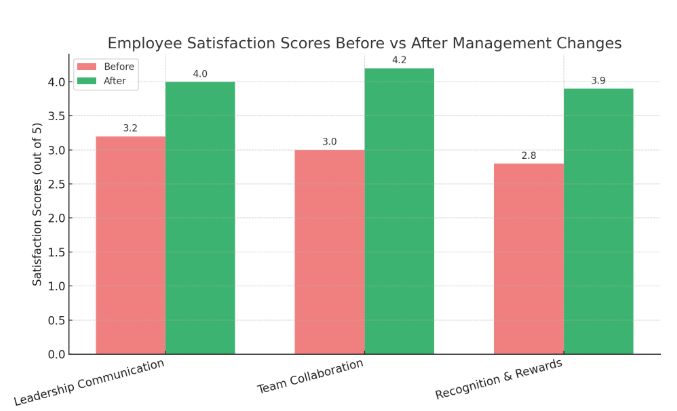 Employee Satisfaction Scores Before vs After Management Changes
Before
After
Satisfaction Scores (out of 5)
4.0
3.5
3.0
2.5
2.0
1.5
1.0
0.5
0.0
3.2
4.0
3.0
4.2
2.8
3.9
Leadership Communication
Team Collaboration
Recognition & Rewards